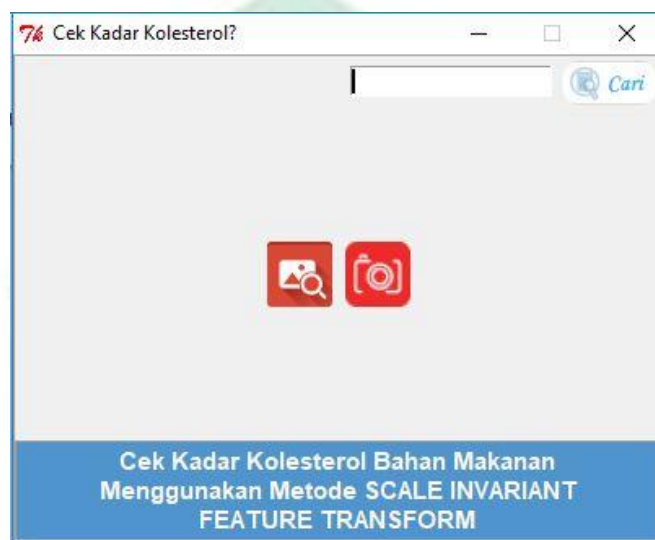 Cek Kadar Kolesterol?
Cari
Cek Kadar Kolesterol Bahan Makanan
Menggunakan Metode SCALE INVARIANT
FEATURE TRANSFORM